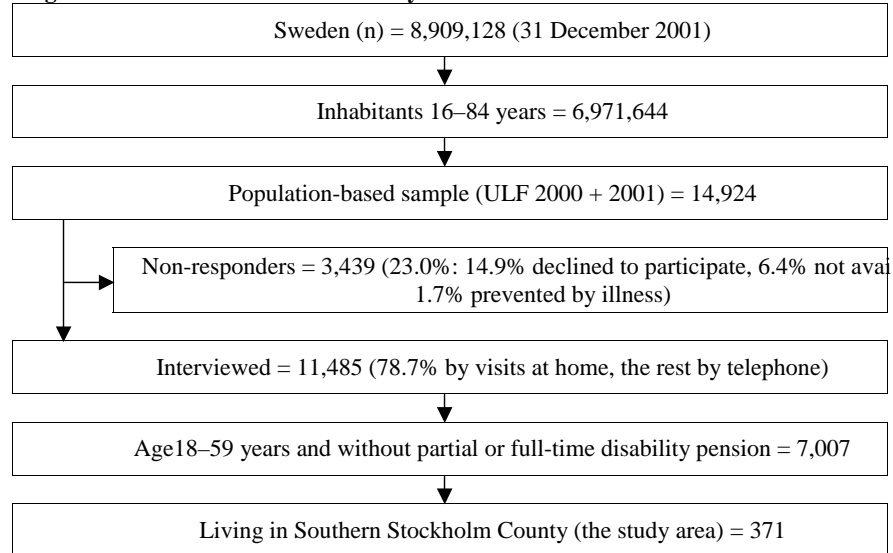 Sweden (n) = 8,909,128 (31 December 2001)
Inhabitants 16–84 years = 6,971,644
Population-based sample (ULF 2000 + 2001) = 14,924
Non-responders = 3,439 (23.0%: 14.9% declined to participate, 6.4% not avai
1.7% prevented by illness)
Interviewed = 11,485 (78.7% by visits at home, the rest by telephone)
Age18–59 years and without partial or full-time disability pension = 7,007
Living in Southern Stockholm County (the study area) = 371